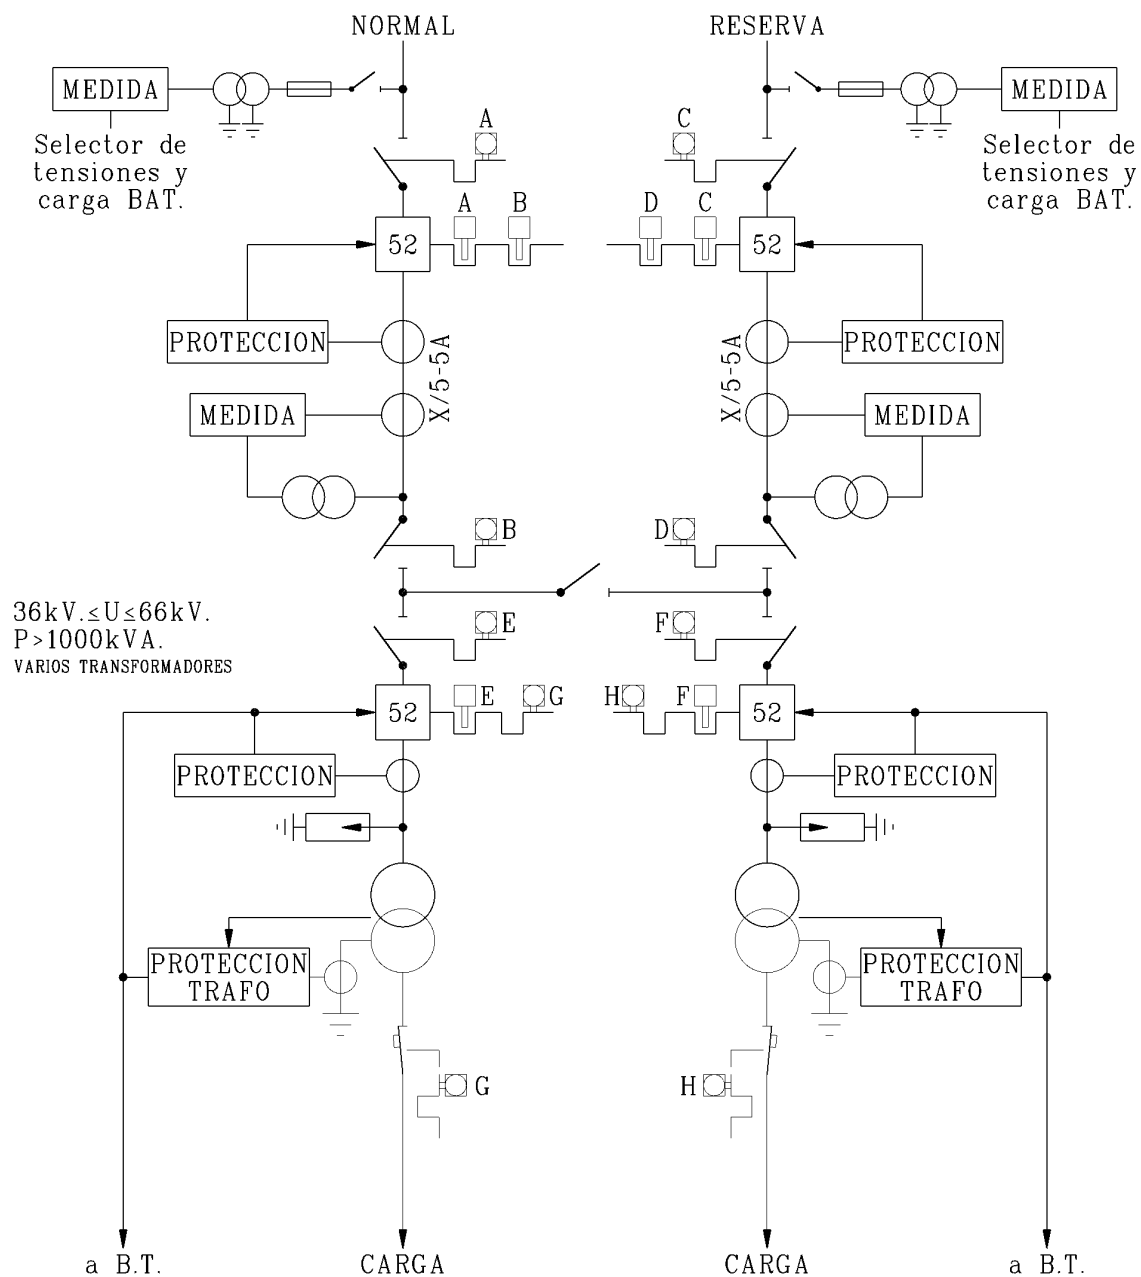 NORMAL
RESERVA
MEDIDA
MEDIDA
Selector de
tensiones y
carga BAT.
Selector de
tensiones y
carga BAT.
A
C
A
B
D
C
52
52
PROTECCION
X/5-5A
X/5-5A
PROTECCION
MEDIDA
MEDIDA
B
D
36kV.≤U≤66kV.
P>1000kVA.
VARIOS TRANSFORMADORES
E
F
52
E
G
H
F
52
PROTECCION
PROTECCION
PROTECCION
TRAFO
PROTECCION
TRAFO
G
H
a B.T.
CARGA
CARGA
a B.T.